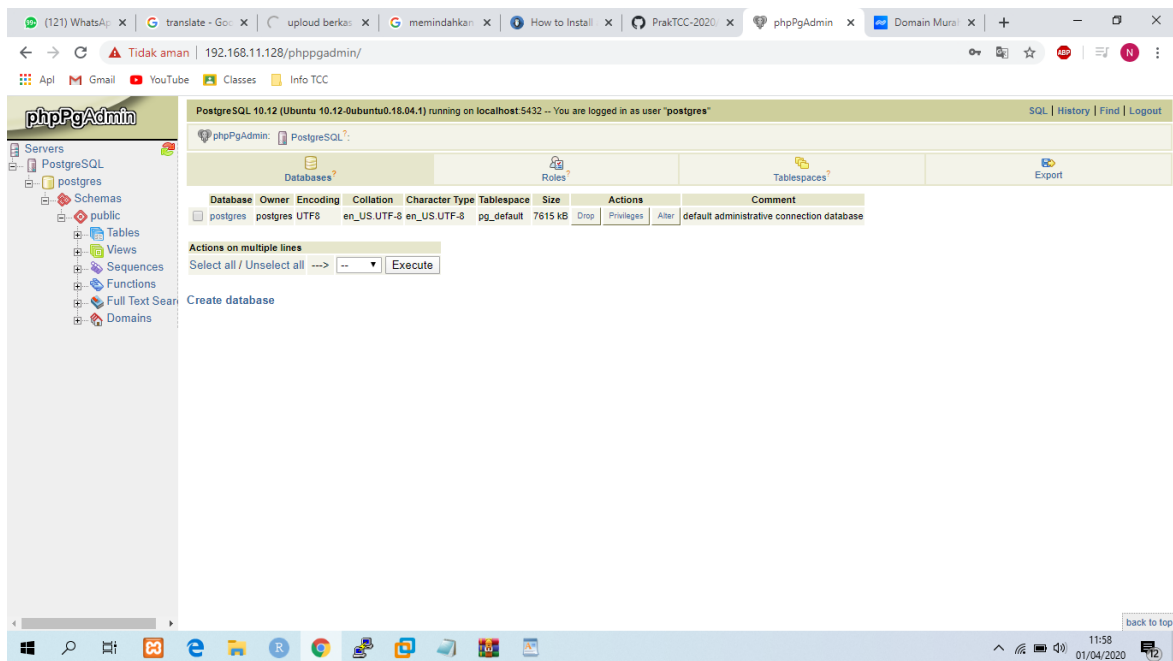 (121) WhatsAp
translate - Goo
uploud berkas
memindahkan
How to Install
PrakTCC-2020/
phpPgAdmin
Domain Mural
Tidak aman | 192.168.11.128/phppgadmin/
ABP
N
Apl Gmail YouTube Classes Info TCC
phpPgAdmin
PostgreSQL 10.12 (Ubuntu 10.12-0ubuntu0.18.04.1) running on localhost:5432 -- You are logged in as user "postgres"
SQL | History | Find | Logout
phpPgAdmin: PostgreSQL?:
Servers
PostgreSQL
postgres
Schemas
public
Tables
Views
Sequences
Functions
Full Text Sear
Domains
Databases? Roles? Tablespaces? Export
Database Owner Encoding Collation Character Type Tablespace Size Actions Comment
postgres postgres UTF8 en_US.UTF-8 en_US.UTF-8 pg_default 7615 kB Drop Privileges Alter default administrative connection database
Actions on multiple lines
Select all / Unselect all ---> -- Execute
Create database
back to top
11:58
01/04/2020
12